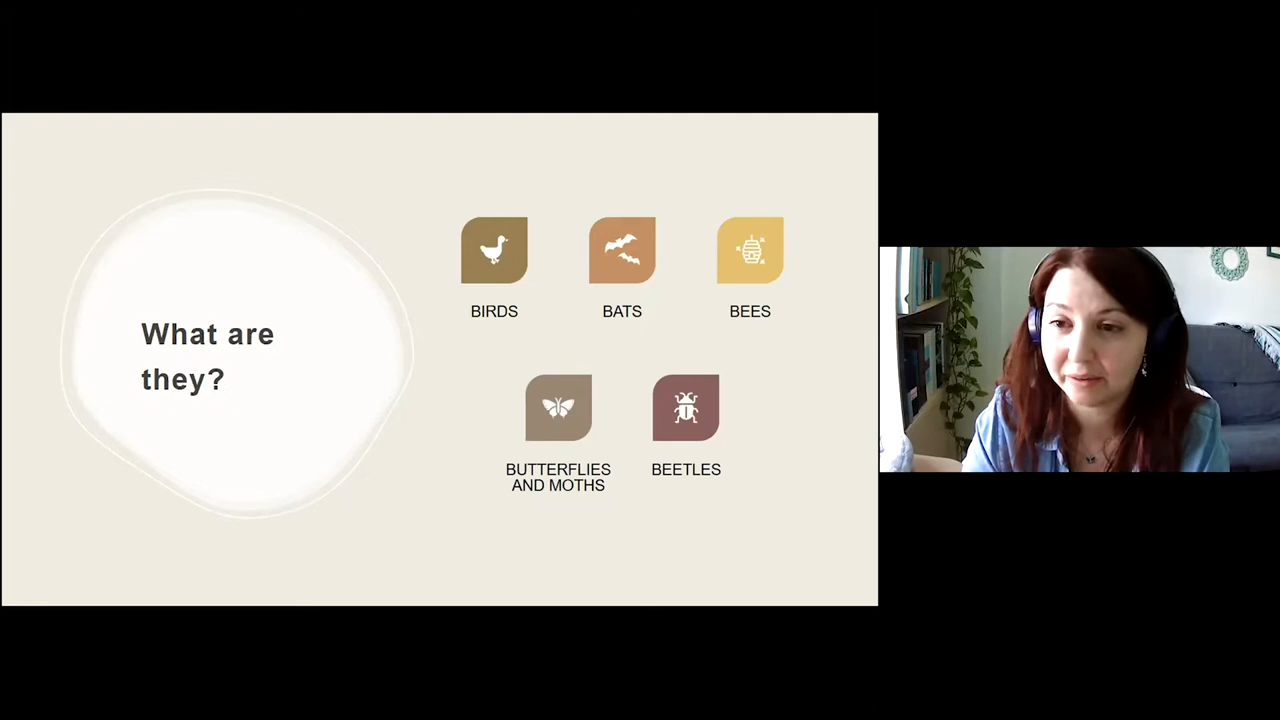 What are
they?
BIRDS
BATS
BEES
BUTTERFLIES
AND MOTHS
BEETLES